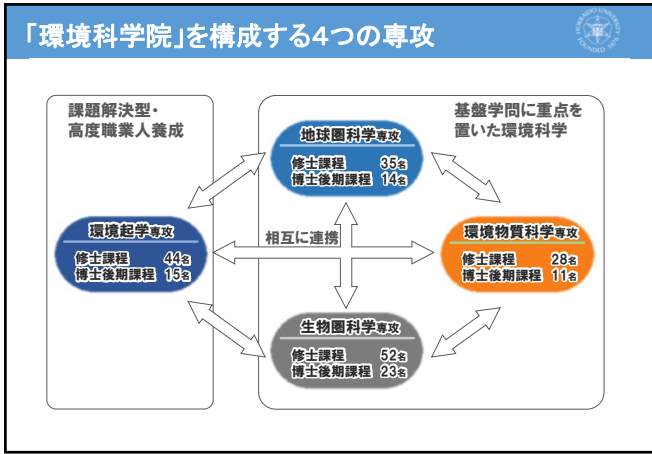 「環境科学院」を構成する4つの専攻
HOKKAIDO UNIVERSITY
FOUNDED 1876
課題解決型・
高度職業人養成
基盤学問に重点を
置いた環境科学
地球圏科学専攻
修士課程 35名
博士後期課程 14名
環境起学専攻
修士課程 44名
博士後期課程 15名
相互に連携
環境物質科学専攻
修士課程 28名
博士後期課程 11名
生物圏科学専攻
修士課程 52名
博士後期課程 23名